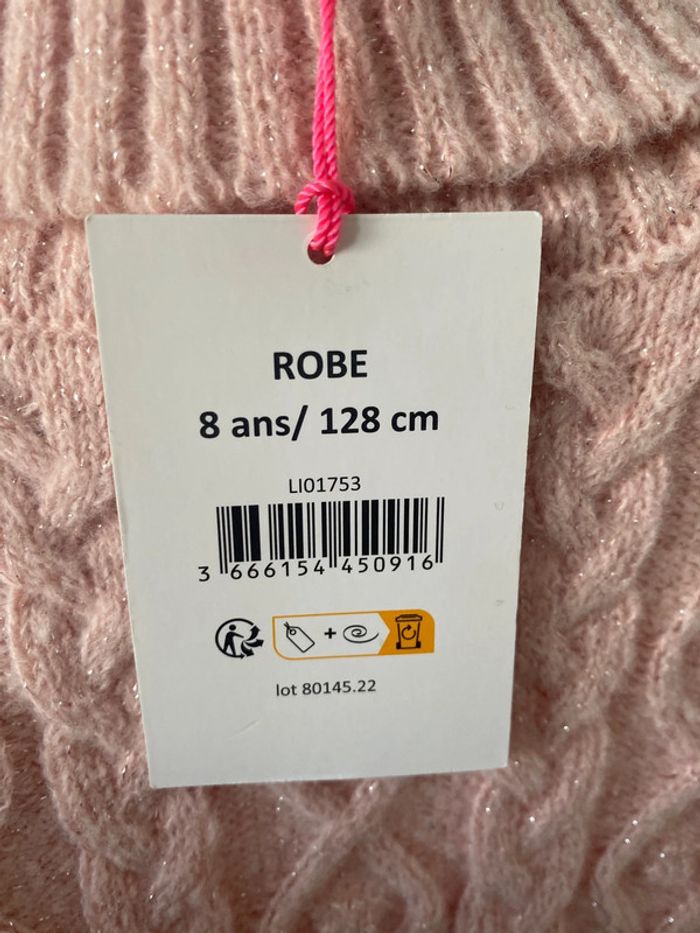 ROBE
8 ans/ 128 cm
LI01753
3 666154 450916
+
lot 80145.22